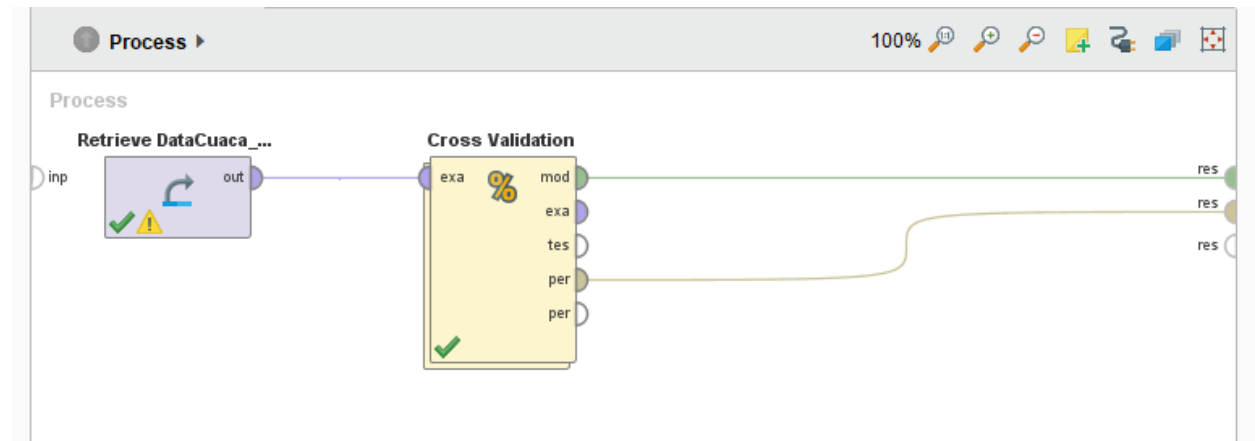 Process
100%
Process
Retrieve DataCuaca_...
Cross Validation
inp
out
exa
mod
res
exa
res
tes
res
per
per